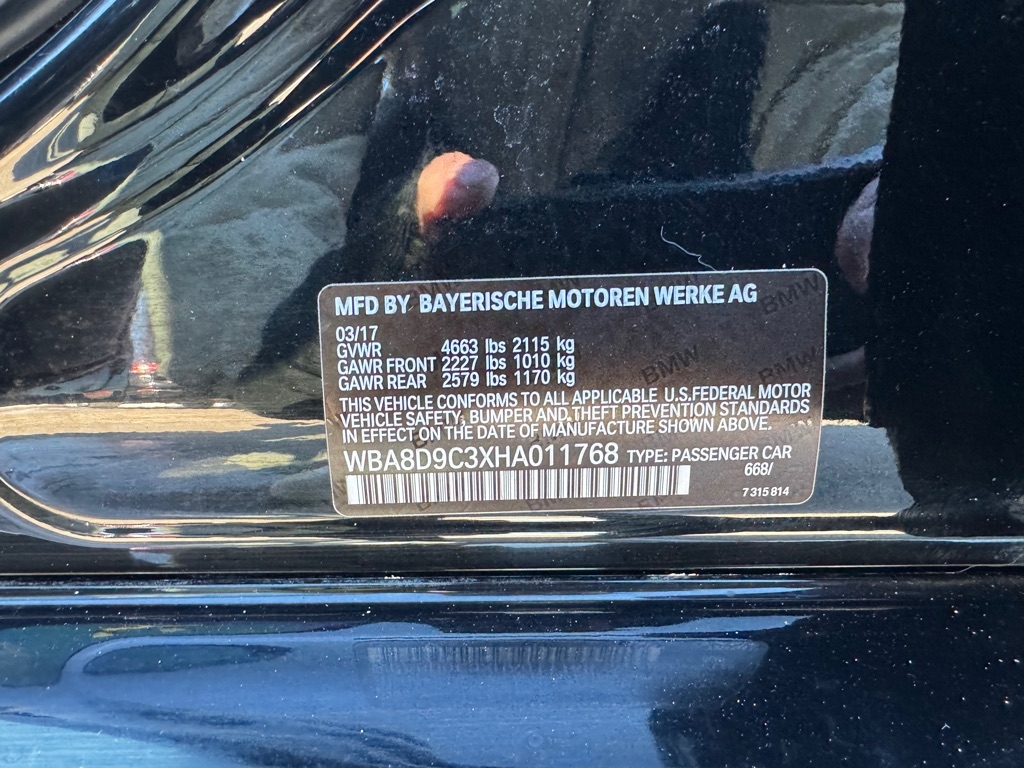 MFD BY BAYERISCHE MOTOREN WERKE AG
03/17
GVWR 4663 lbs 2115 kg
GAWR FRONT 2227 lbs 1010 kg
GAWR REAR 2579 lbs 1170 kg
THIS VEHICLE CONFORMS TO ALL APPLICABLE U.S.FEDERAL MOTOR
VEHICLE SAFETY, BUMPER AND THEFT PREVENTION STANDARDS
IN EFFECT ON THE DATE OF MANUFACTURE SHOWN ABOVE.
WBA8D9C3XHA011768 TYPE: PASSENGER CAR
668/
7 315 814
BMW
BMW
BMW